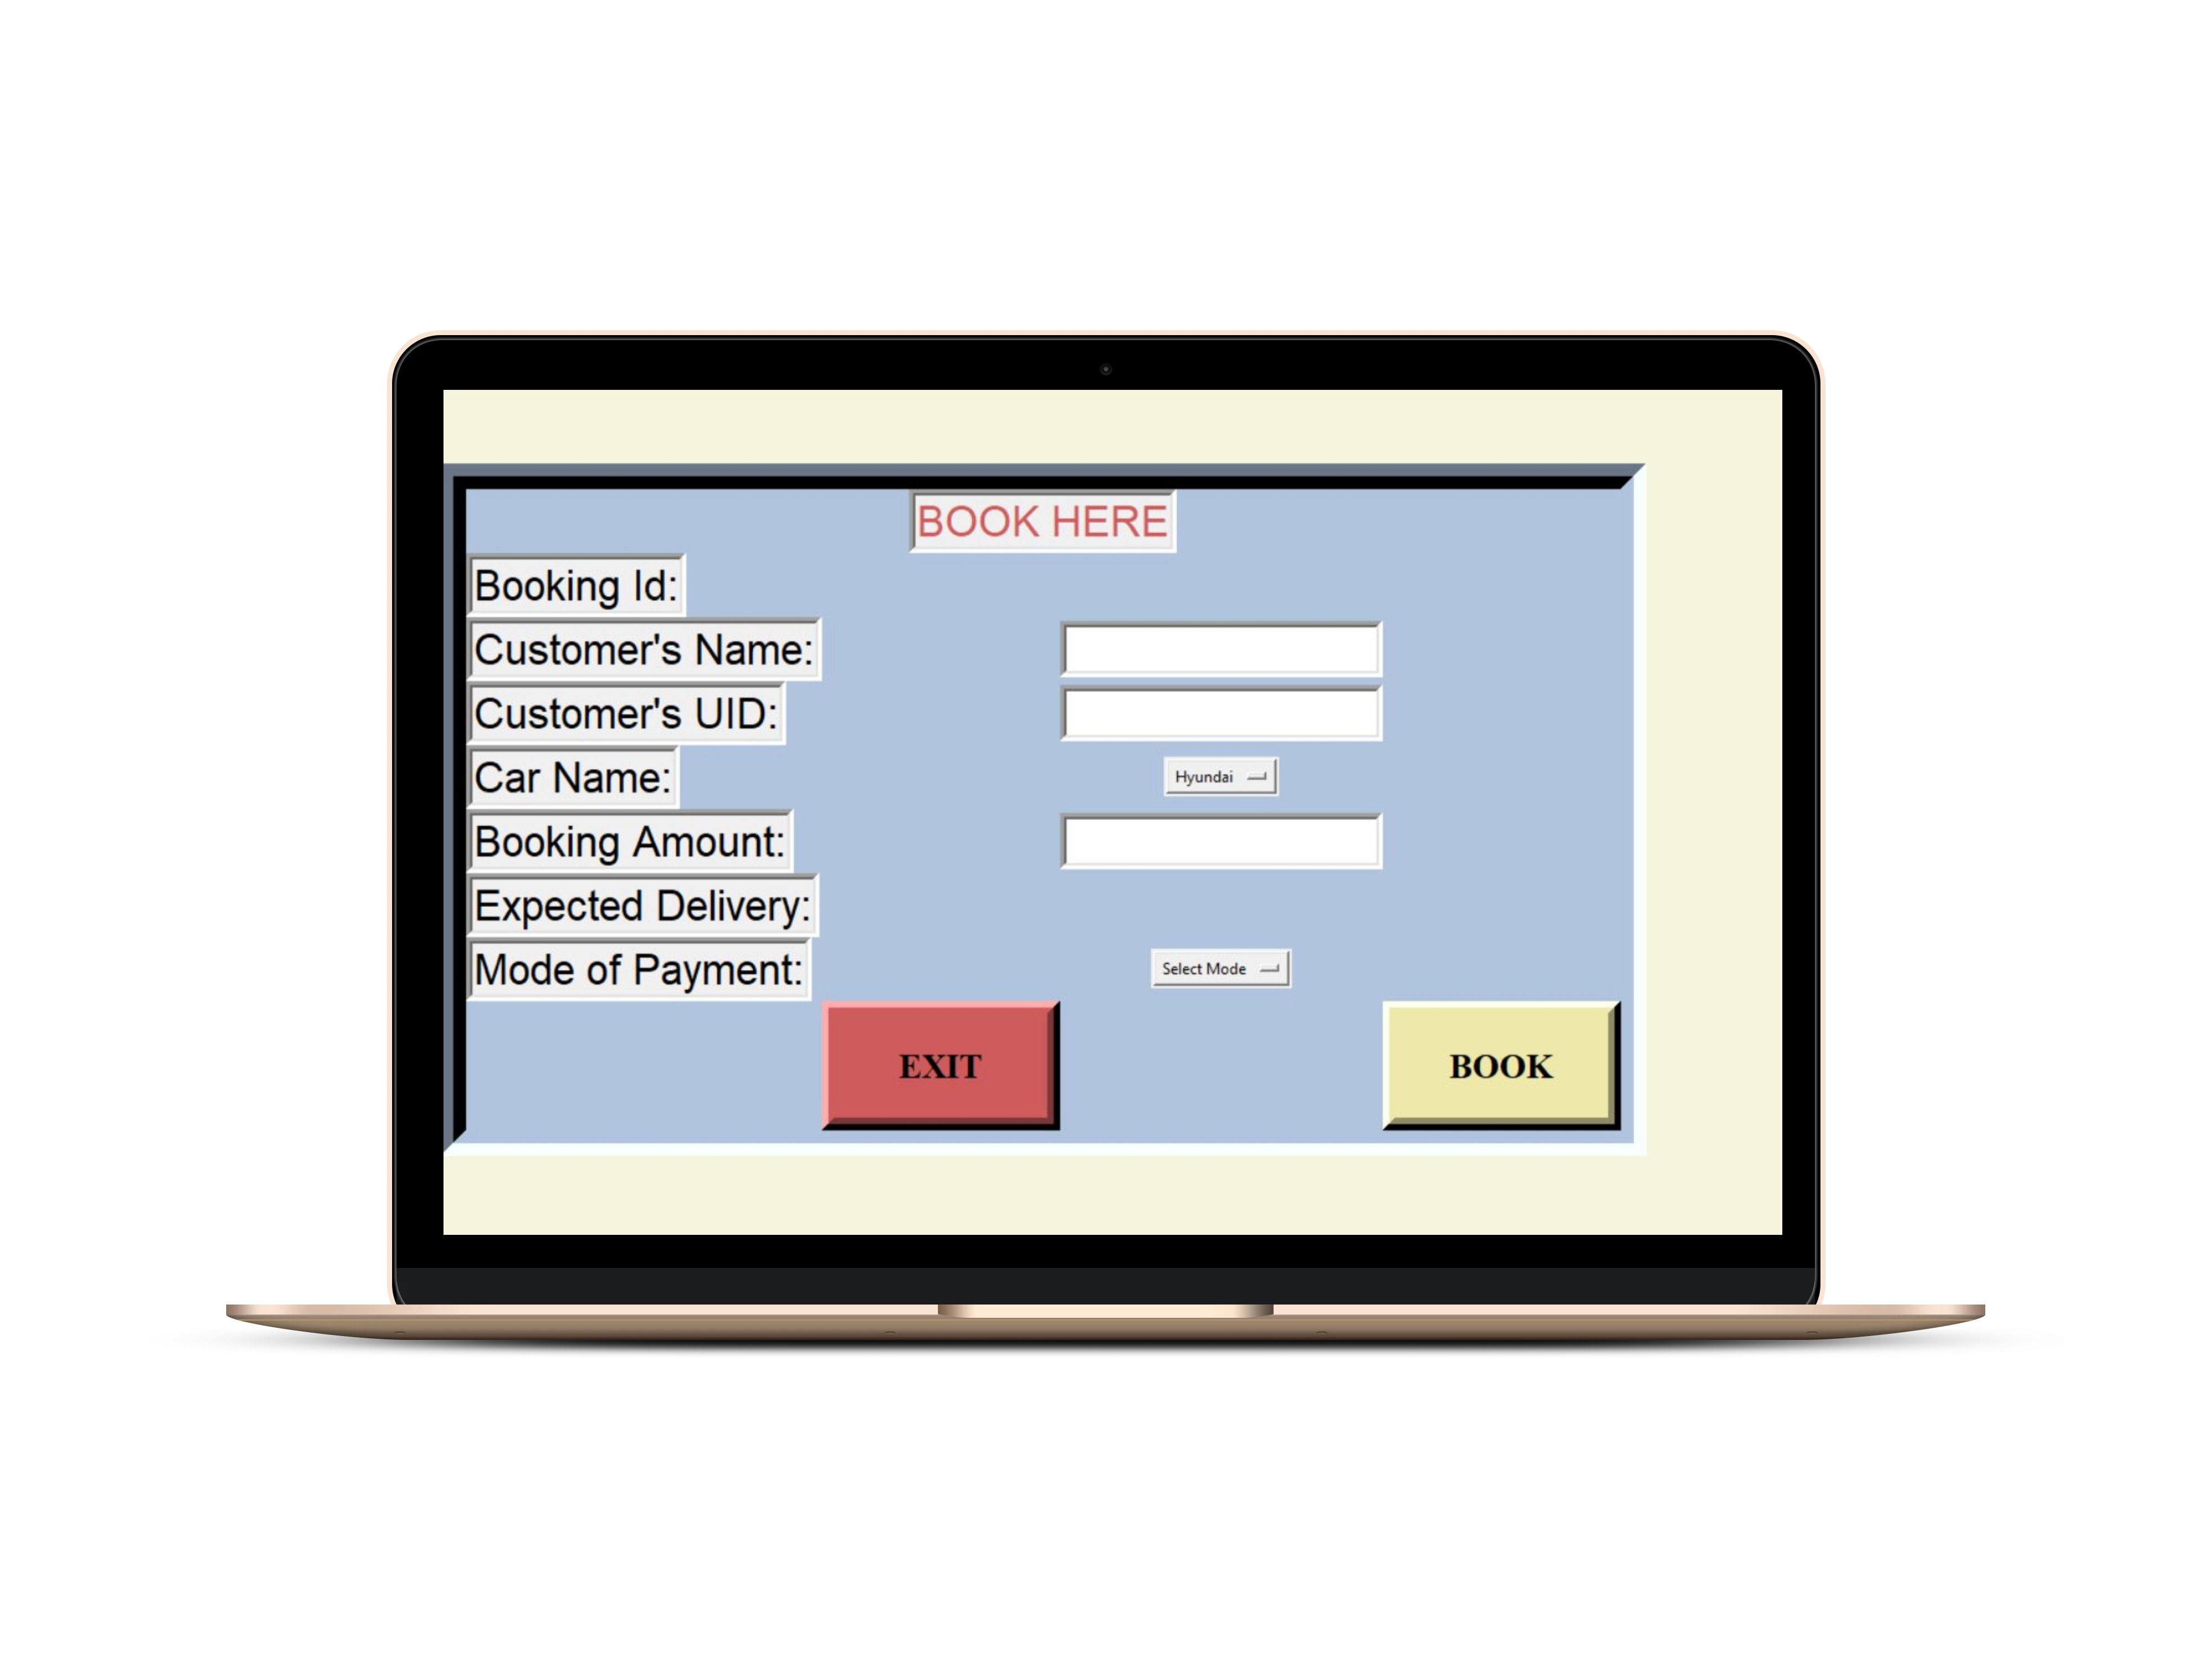 BOOK HERE
Booking Id:
Customer's Name:
Customer's UID:
Car Name:
Hyundai
Booking Amount:
Expected Delivery:
Mode of Payment:
Select Mode
EXIT
BOOK